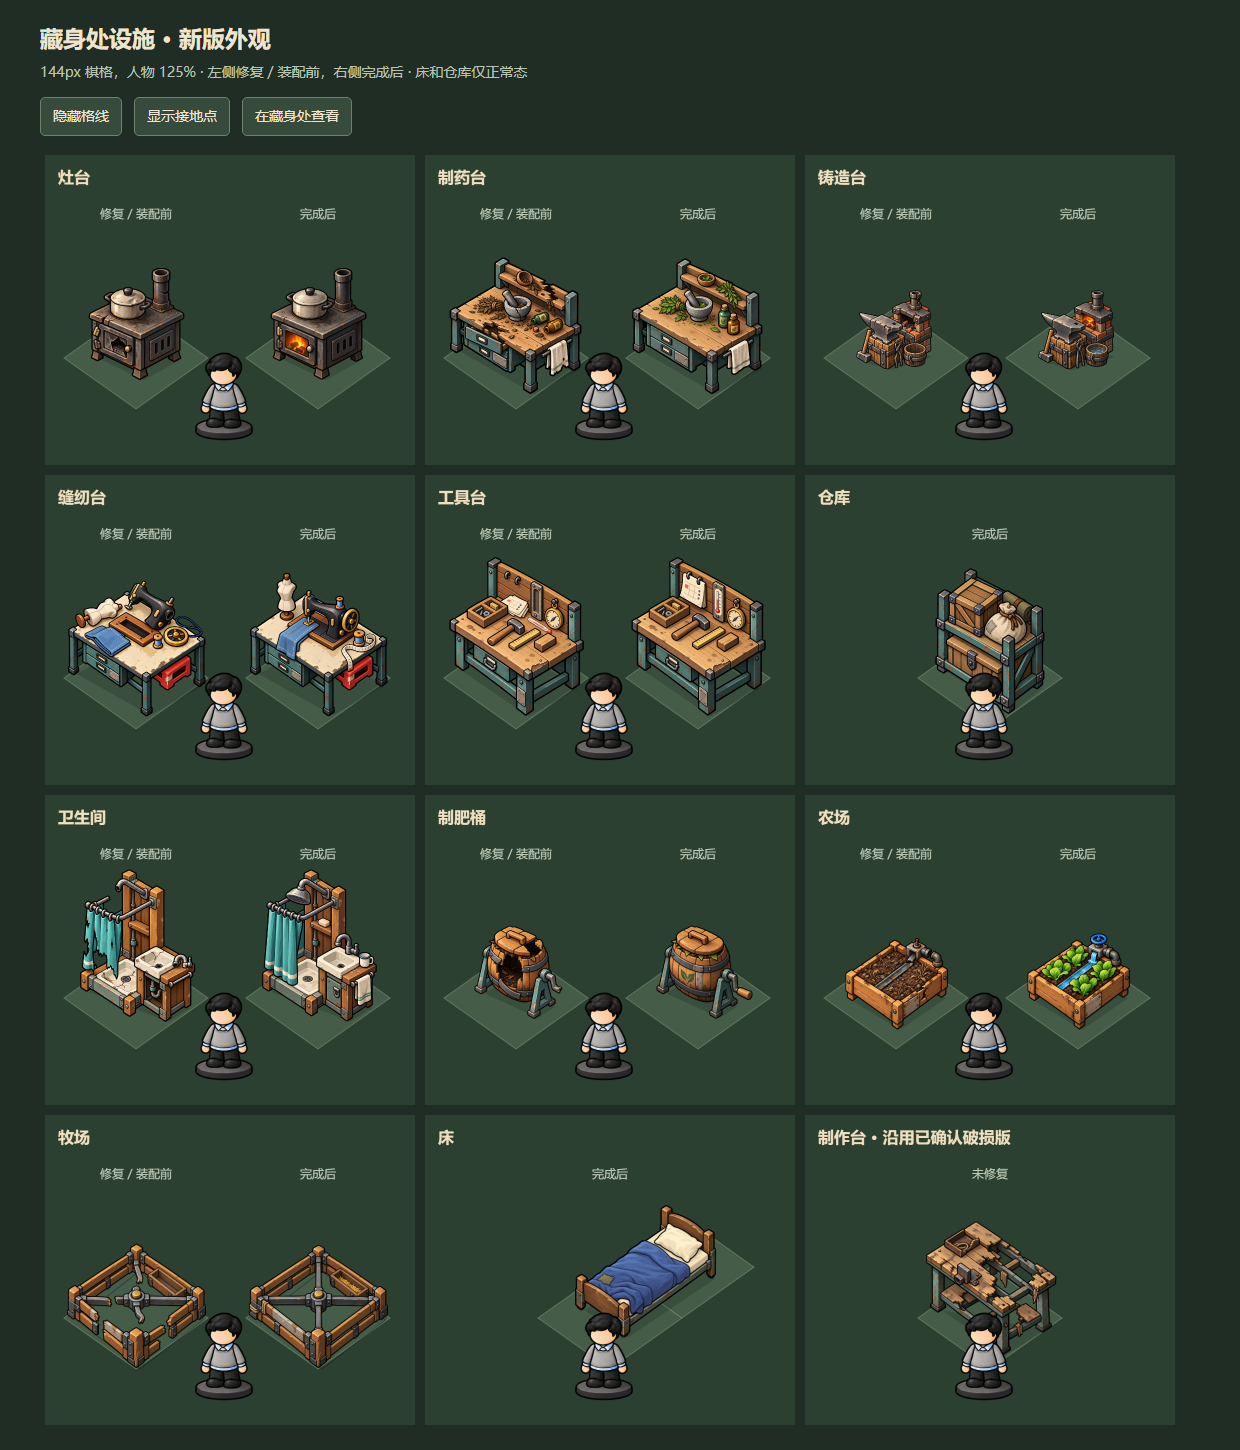 藏身处设施 · 新版外观
144px 棋格，人物 125% · 左侧修复 / 装配前，右侧完成后 · 床和仓库仅正常态
隐藏格线 显示接地点 在藏身处查看
灶台
修复 / 装配前 完成后
制药台
修复 / 装配前 完成后
铸造台
修复 / 装配前 完成后
缝纫台
修复 / 装配前 完成后
工具台
修复 / 装配前 完成后
仓库
完成后
卫生间
修复 / 装配前 完成后
制肥桶
修复 / 装配前 完成后
农场
修复 / 装配前 完成后
牧场
修复 / 装配前 完成后
床
完成后
制作台 · 沿用已确认破损版
未修复